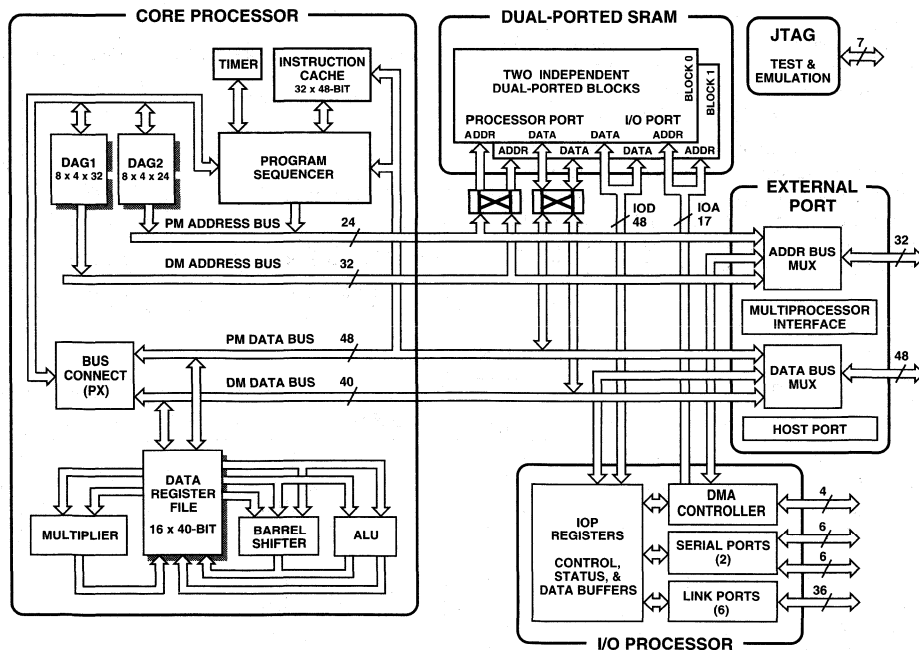 CORE PROCESSOR
TIMER
INSTRUCTION
CACHE
32 x 48-BIT
DAG1
8 x 4 x 32
DAG2
8 x 4 x 24
PROGRAM
SEQUENCER
PM ADDRESS BUS
24
DM ADDRESS BUS
32
PM DATA BUS
48
DM DATA BUS
40
BUS
CONNECT
(PX)
DATA
REGISTER
FILE
16 x 40-BIT
MULTIPLIER
BARREL
SHIFTER
ALU
DUAL-PORTED SRAM
TWO INDEPENDENT
DUAL-PORTED BLOCKS
BLOCK 0
BLOCK 1
PROCESSOR PORT
I/O PORT
ADDR
DATA
DATA
ADDR
ADDR
DATA
DATA
ADDR
IOD
48
IOA
17
JTAG
TEST &
EMULATION
7
EXTERNAL
PORT
ADDR BUS
MUX
32
MULTIPROCESSOR
INTERFACE
DATA BUS
MUX
48
HOST PORT
IOP
REGISTERS
CONTROL,
STATUS, &
DATA BUFFERS
DMA
CONTROLLER
4
SERIAL PORTS
(2)
6
6
LINK PORTS
(6)
36
I/O PROCESSOR